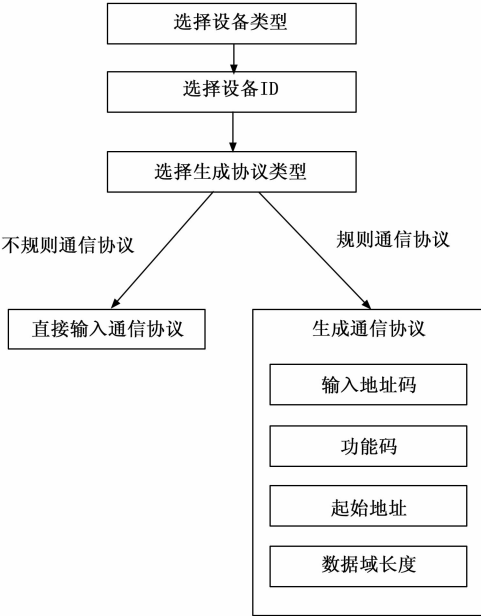 选择设备类型
选择设备ID
选择生成协议类型
不规则通信协议
规则通信协议
直接输入通信协议
生成通信协议
输入地址码
功能码
起始地址
数据域长度